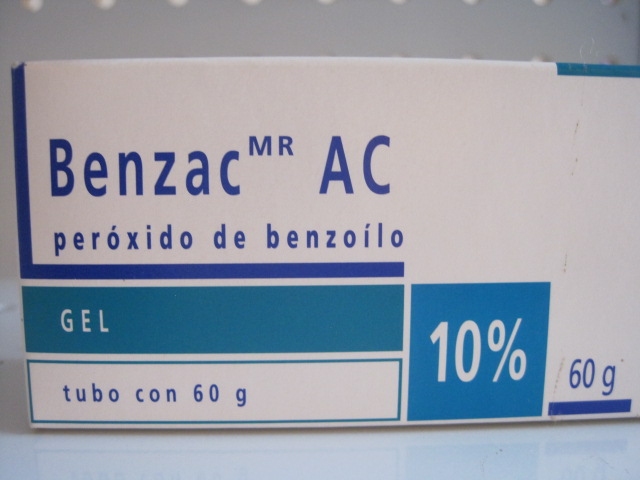 Benzac MR AC
peróxido de benzoílo
GEL
10%
60 g
tubo con 60 g